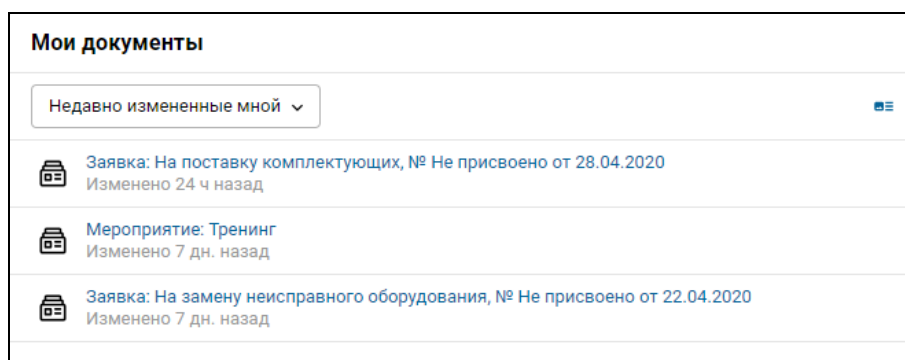 Мои документы
Недавно измененные мной
Заявка: На поставку комплектующих, № Не присвоено от 28.04.2020
Изменено 24 ч назад
Мероприятие: Тренинг
Изменено 7 дн. назад
Заявка: На замену неисправного оборудования, № Не присвоено от 22.04.2020
Изменено 7 дн. назад